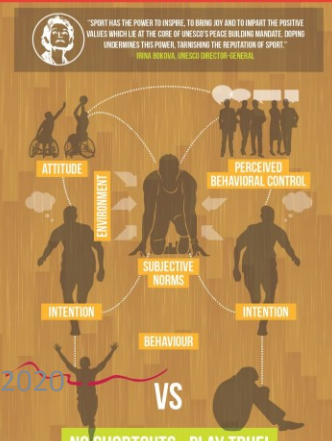 "SPORT HAS THE POWER TO INSPIRE, TO BRING JOY AND TO IMPART THE POSITIVE
VALUES WHICH LIE AT THE CORE OF UNESCO'S PEACE BUILDING MANDATE. DOPING
UNDERMINES THIS POWER, TARNISHING THE REPUTATION OF SPORT."
IRINA BOKOVA, UNESCO DIRECTOR-GENERAL
ATTITUDE
PERCEIVED
BEHAVIORAL CONTROL
ENVIRONMENT
SUBJECTIVE
NORMS
INTENTION
INTENTION
BEHAVIOUR
2020
VS
NO SHORTCUTS - PLAY TRUE!